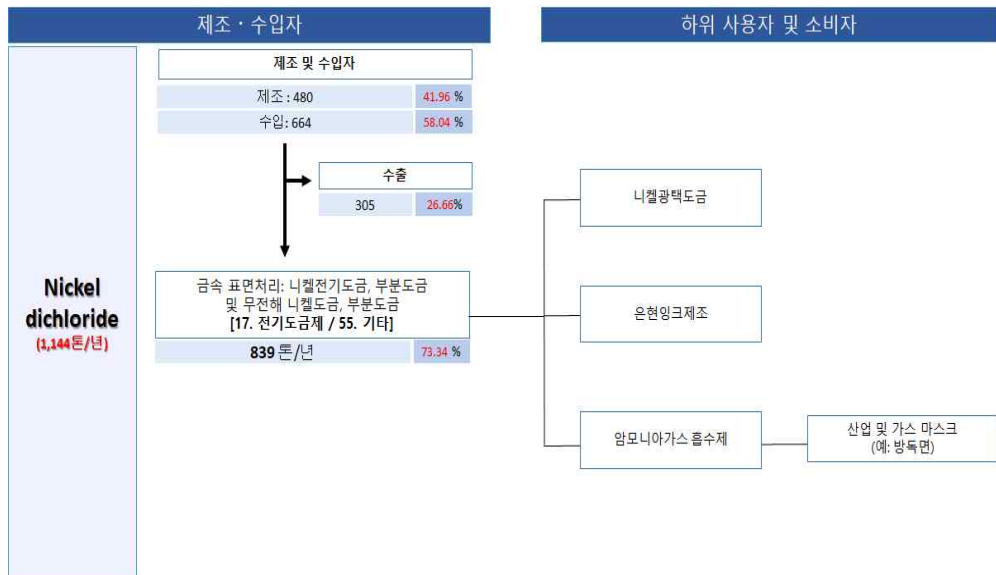 제조 · 수입자
하위 사용자 및 소비자
Nickel
dichloride
(1,144톤/년)
제조 및 수입자
제조 : 480
41.96 %
수입: 664
58.04 %
수출
305
26.66%
금속 표면처리: 니켈전기도금, 부분도금
및 무전해 니켈도금, 부분도금
[17. 전기도금제 / 55. 기타]
839 톤/년
73.34 %
니켈광택도금
은현잉크제조
암모니아가스 흡수제
산업 및 가스 마스크
(예: 방독면)